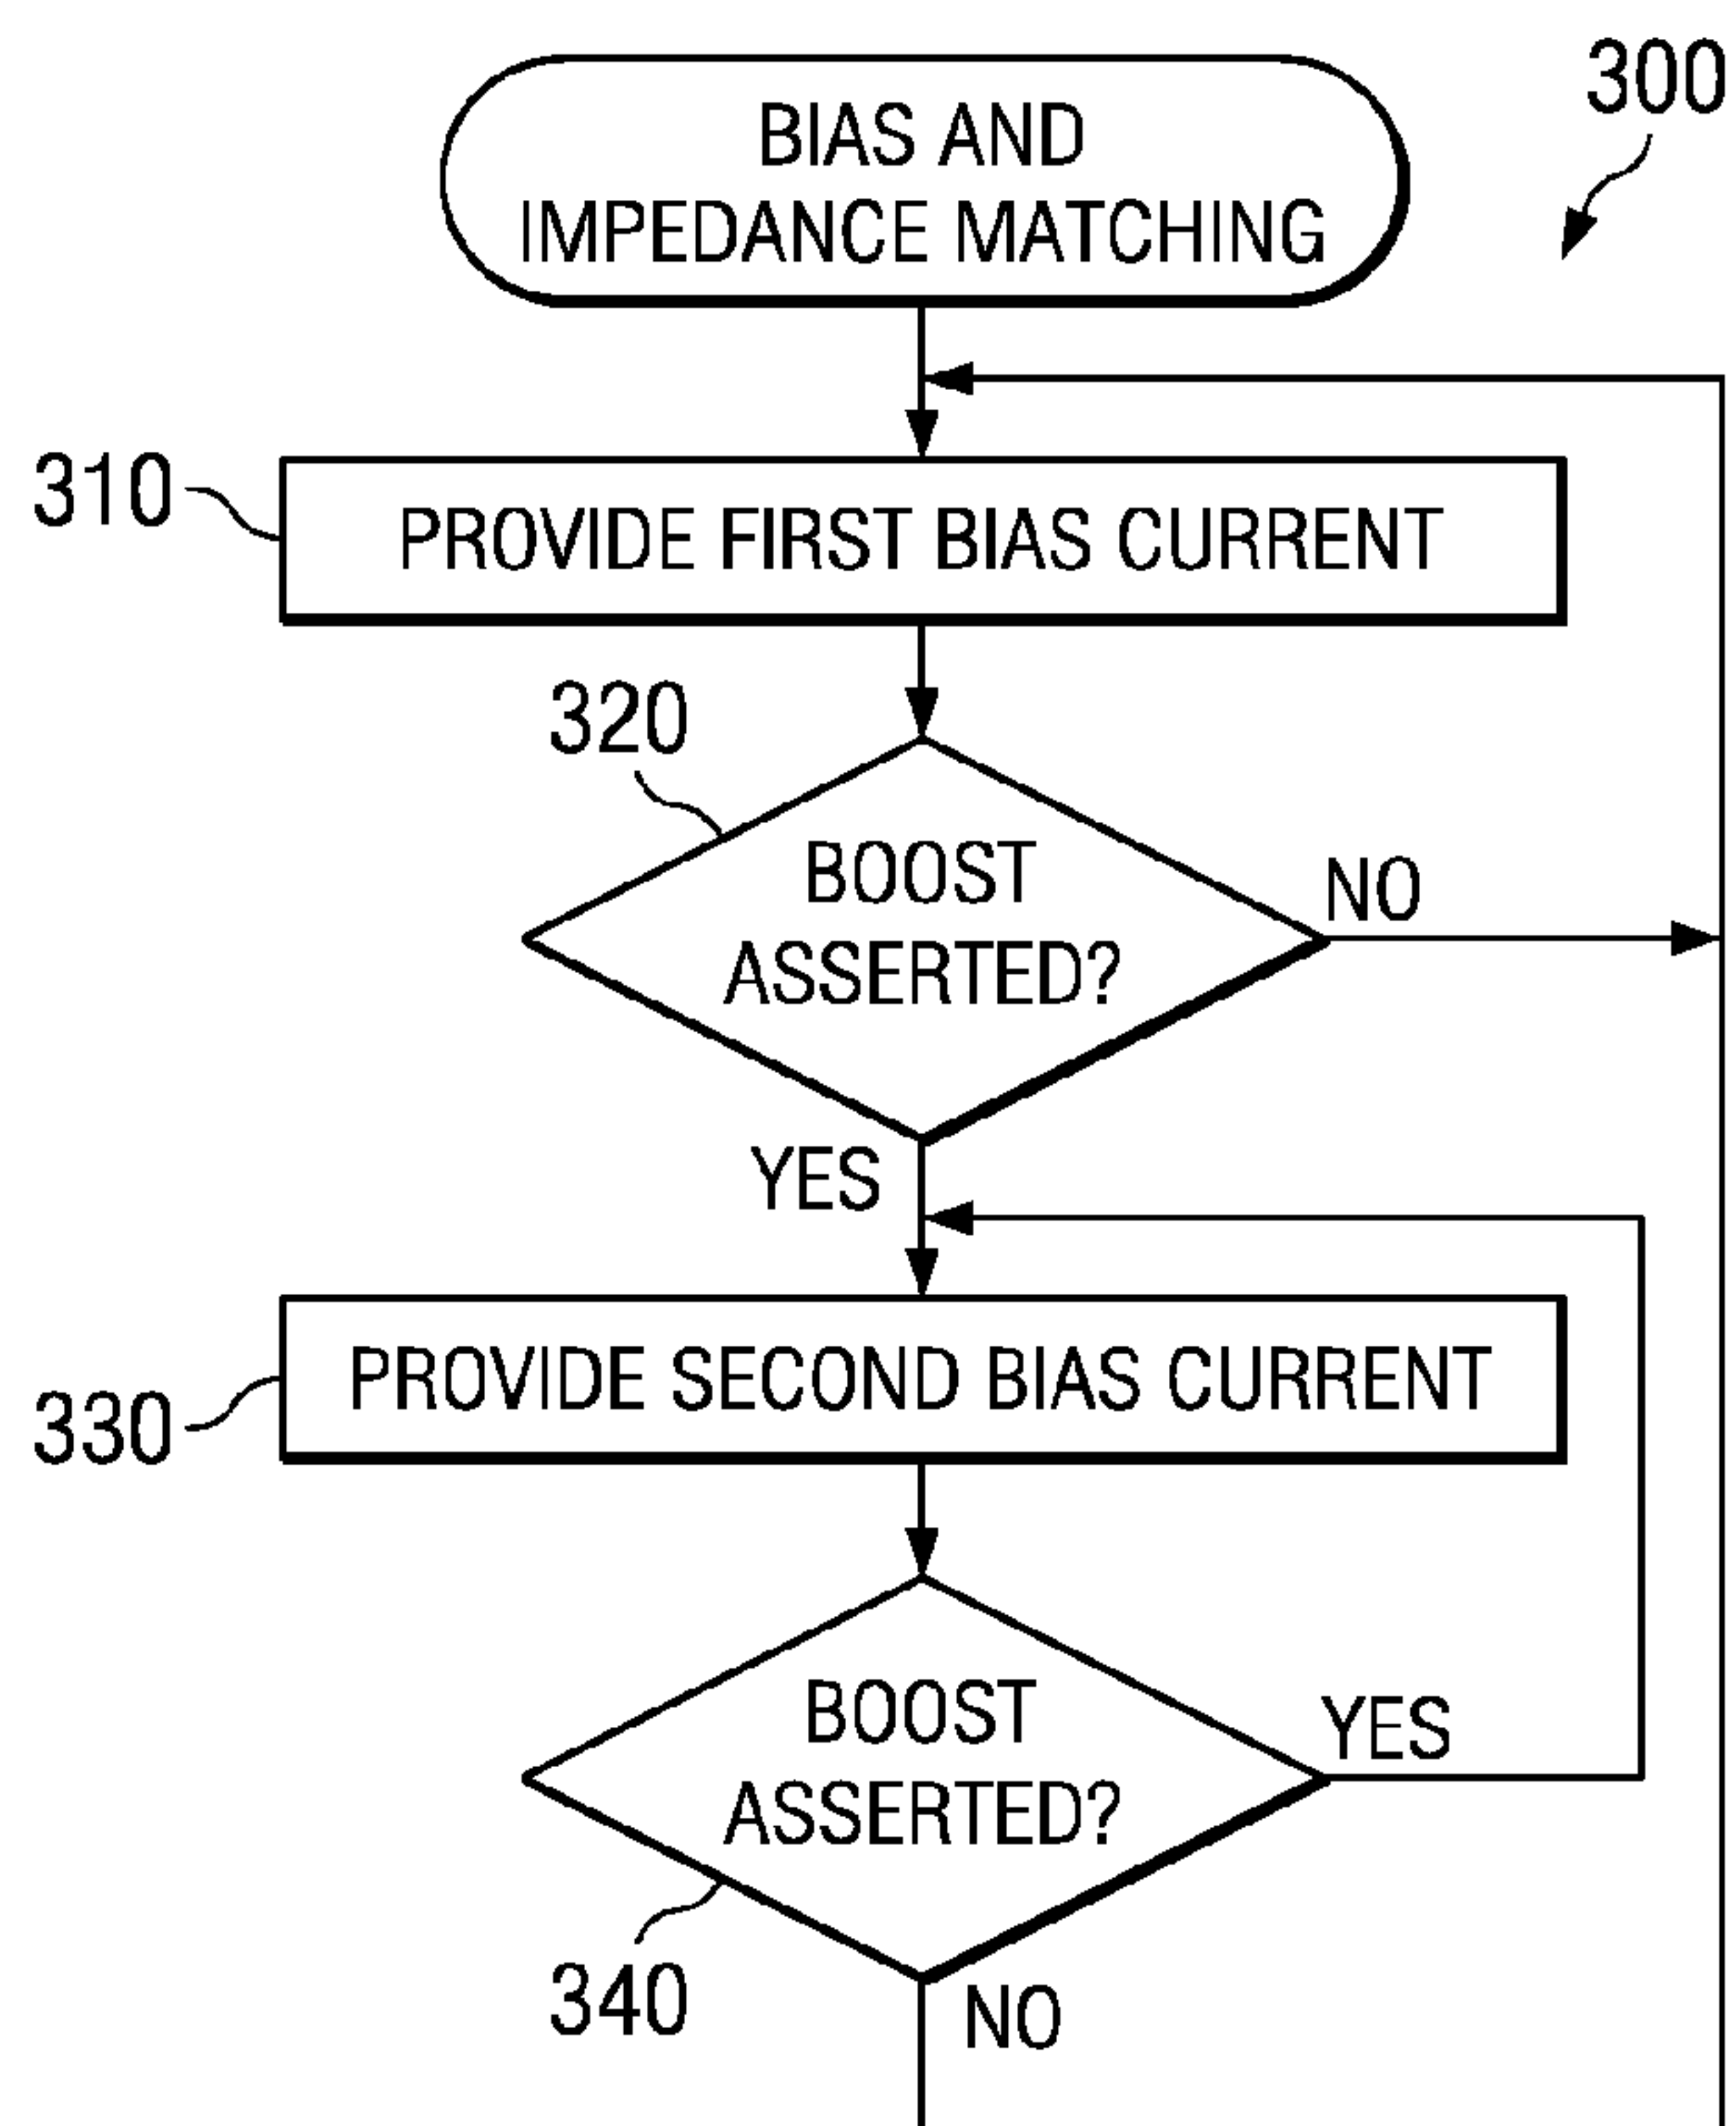 300
BIAS AND
IMPEDANCE MATCHING
310
PROVIDE FIRST BIAS CURRENT
320
BOOST
ASSERTED?
NO
YES
PROVIDE SECOND BIAS CURRENT
330
BOOST
ASSERTED?
YES
340
NO